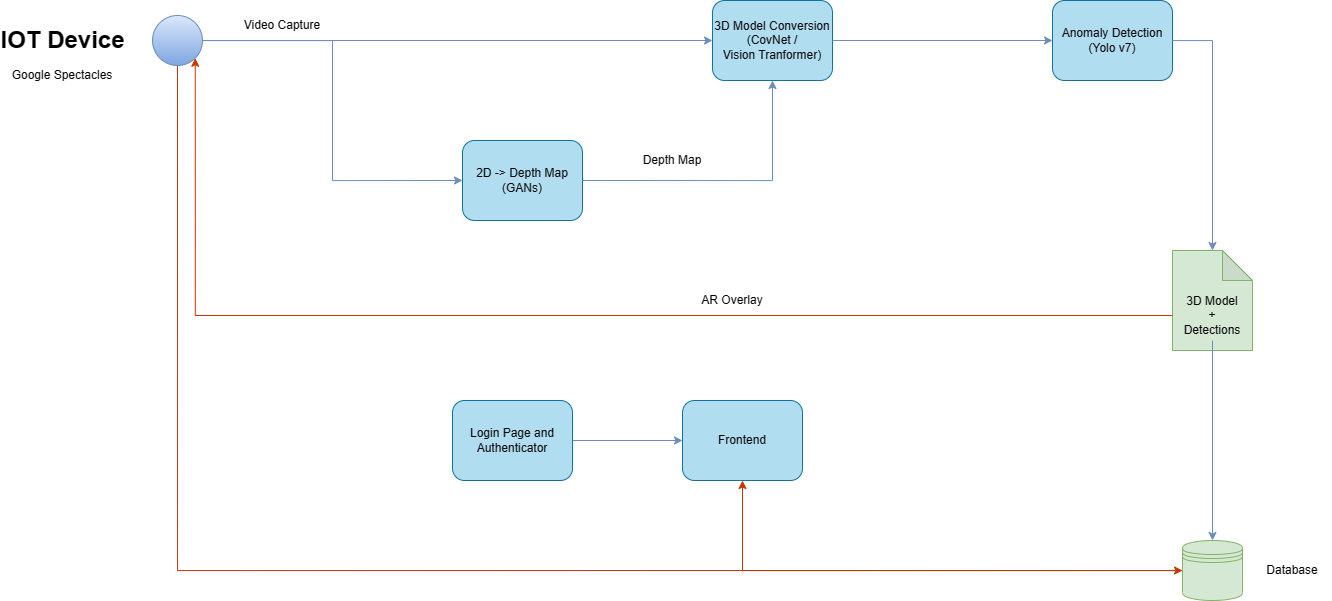 IOT Device
Google Spectacles
Video Capture
3D Model Conversion
(CovNet /
Vision Tranformer)
Anomaly Detection
(Yolo v7)
2D -> Depth Map
(GANs)
Depth Map
AR Overlay
3D Model
+
Detections
Login Page and
Authenticator
Frontend
Database